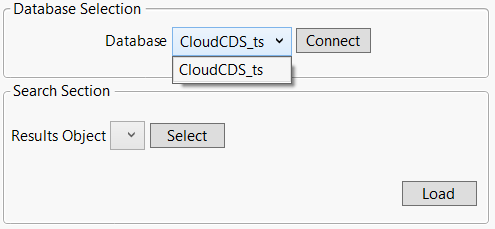 Database Selection
Database CloudCDS_ts Connect
CloudCDS_ts
Search Section
Results Object Select
Load